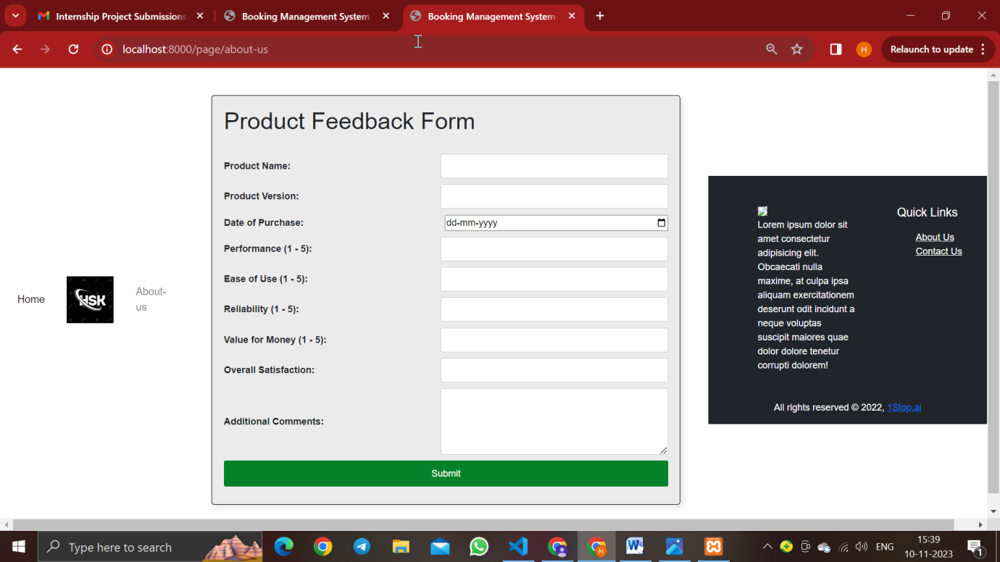 Internship Project Submissions
Booking Management System
Booking Management System
localhost:8000/page/about-us
H
Relaunch to update
Product Feedback Form
Product Name:
Product Version:
Date of Purchase:
dd-mm-yyyy
Performance (1 - 5):
Ease of Use (1 - 5):
Reliability (1 - 5):
Value for Money (1 - 5):
Overall Satisfaction:
Additional Comments:
Submit
Home
HSK
About-
us
Lorem ipsum dolor sit
amet consectetur
adipisicing elit.
Obcaecati nulla
maxime, at culpa ipsa
aliquam exercitationem
deserunt odit incidunt a
neque voluptas
suscipit maiores quae
dolor dolore tenetur
corrupti dolorem!
Quick Links
About Us
Contact Us
All rights reserved © 2022, 1Stop.ai
Type here to search
H
W
ENG
15:39
10-11-2023
1